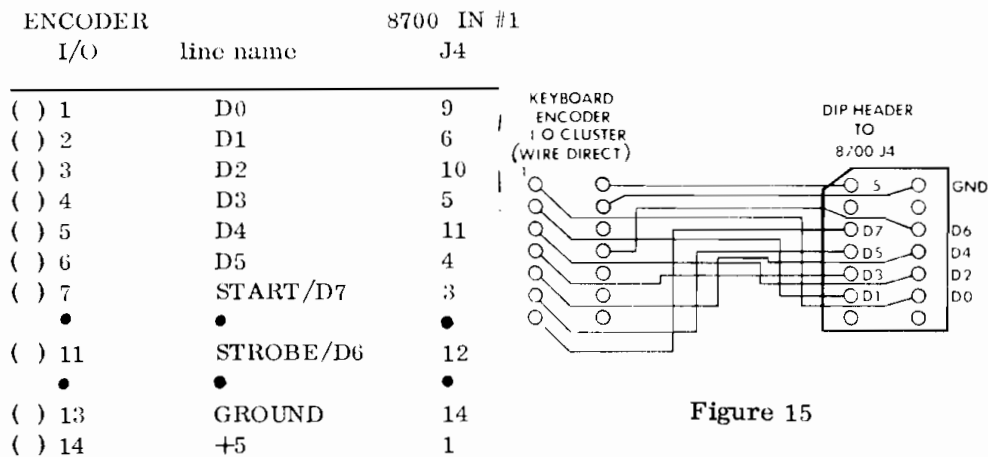 ENCODER 8700 IN #1
I/O line name J4
( ) 1 D0 9
( ) 2 D1 6
( ) 3 D2 10
( ) 4 D3 5
( ) 5 D4 11
( ) 6 D5 4
( ) 7 START/D7 3
● ● ●
( ) 11 STROBE/D6 12
● ● ●
( ) 13 GROUND 14
( ) 14 +5 1
KEYBOARD
ENCODER
I O CLUSTER
(WIRE DIRECT)
1
DIP HEADER
TO
8700 J4
5 GND
D7 D6
D5 D4
D3 D2
D1 D0
Figure 15